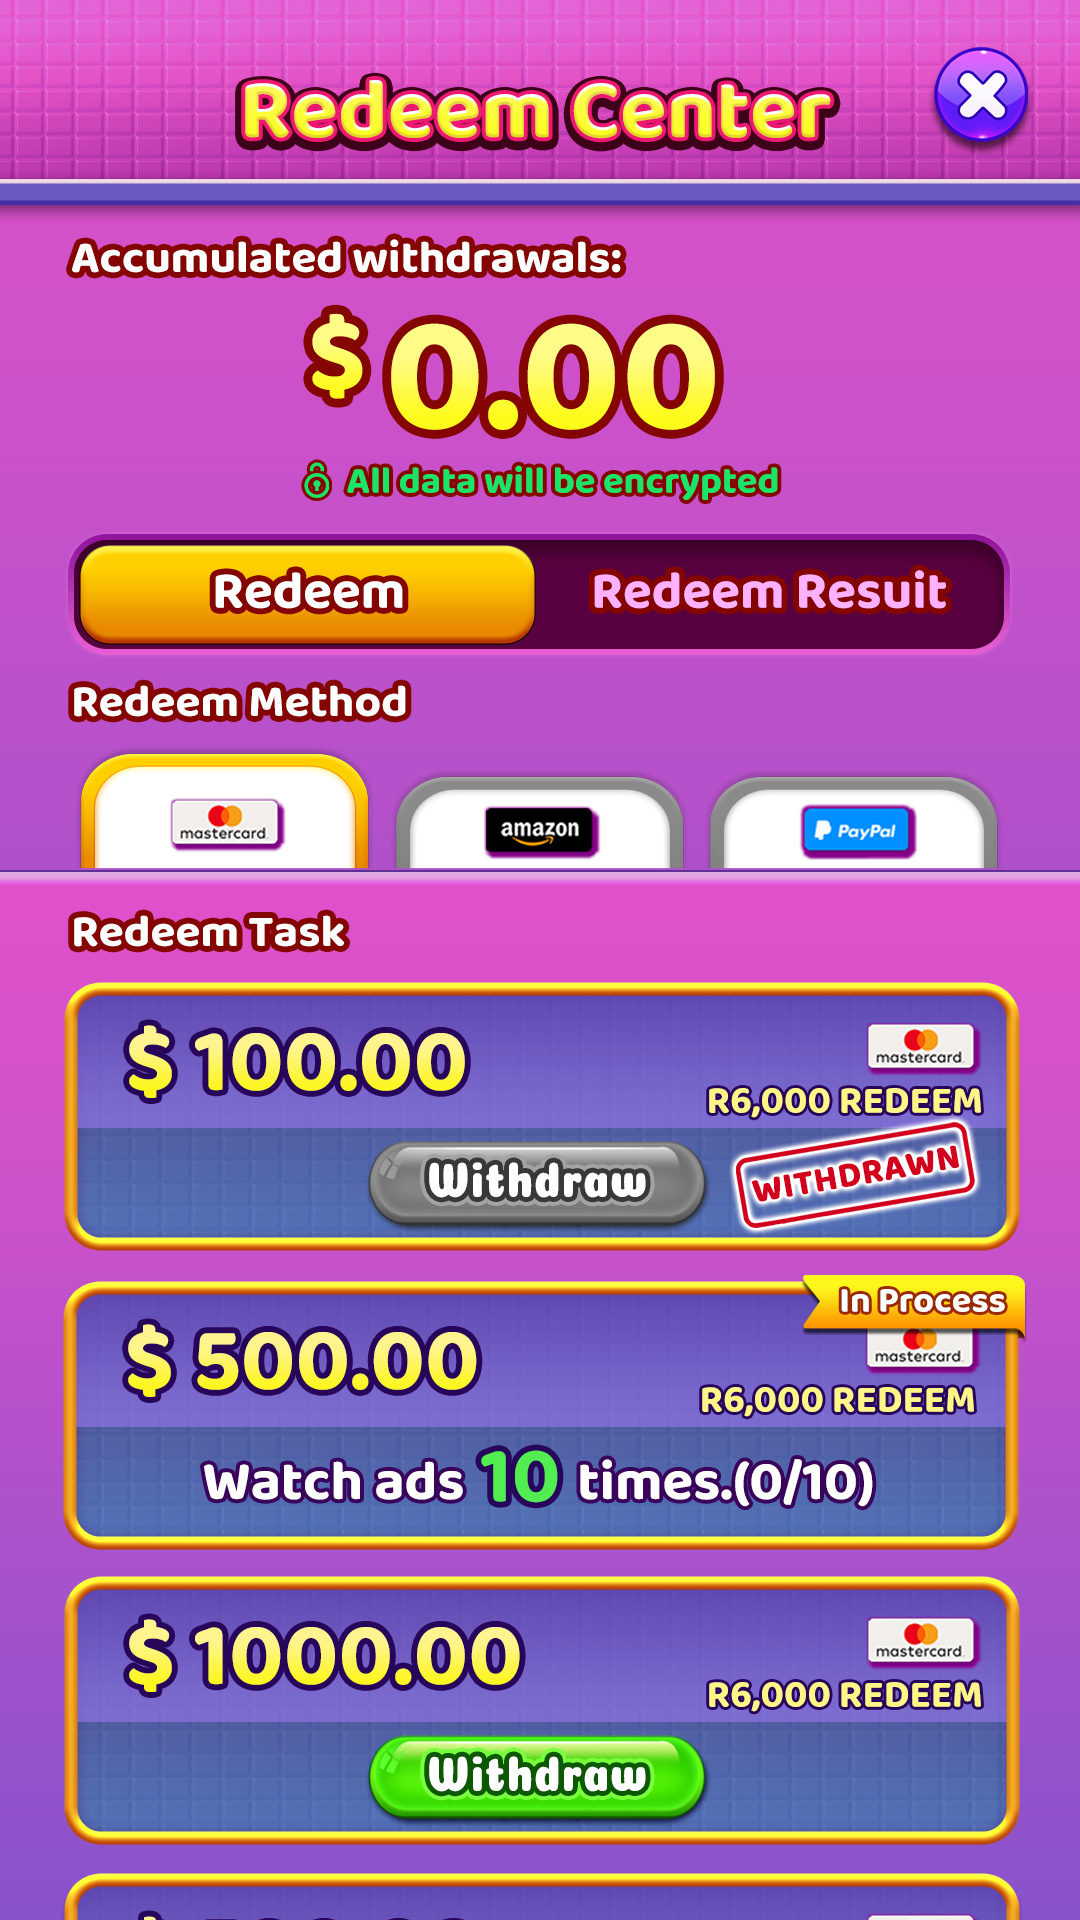 Redeem Center
Accumulated withdrawals:
$0.00
All data will be encrypted
Redeem
Redeem Resuit
Redeem Method
mastercard.
amazon
PayPal
Redeem Task
$ 100.00
mastercard.
R6,000 REDEEM
Withdraw
WITHDRAWN
In Process
$ 500.00
mastercard.
R6,000 REDEEM
Watch ads 10 times.(0/10)
$ 1000.00
mastercard.
R6,000 REDEEM
Withdraw